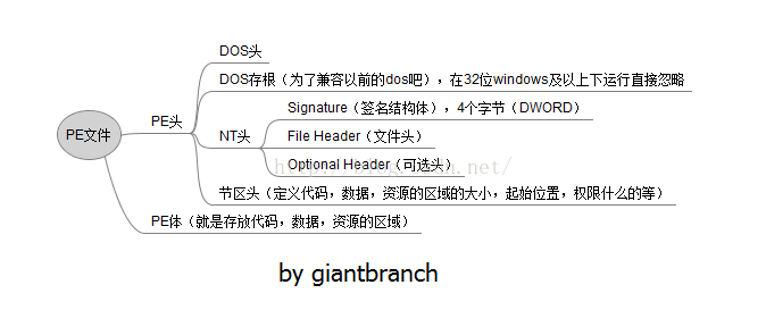 DOS头
DOS存根（为了兼容以前的dos吧），在32位windows及以上下运行直接忽略
Signature（签名结构体），4个字节（DWORD）
PE头
PE文件
NT头
File Header（文件头）
Optional Header（可选头）
http://blog.csdn.net/
节区头（定义代码，数据，资源的区域的大小，起始位置，权限什么的等）
PE体（就是存放代码，数据，资源的区域）
by giantbranch